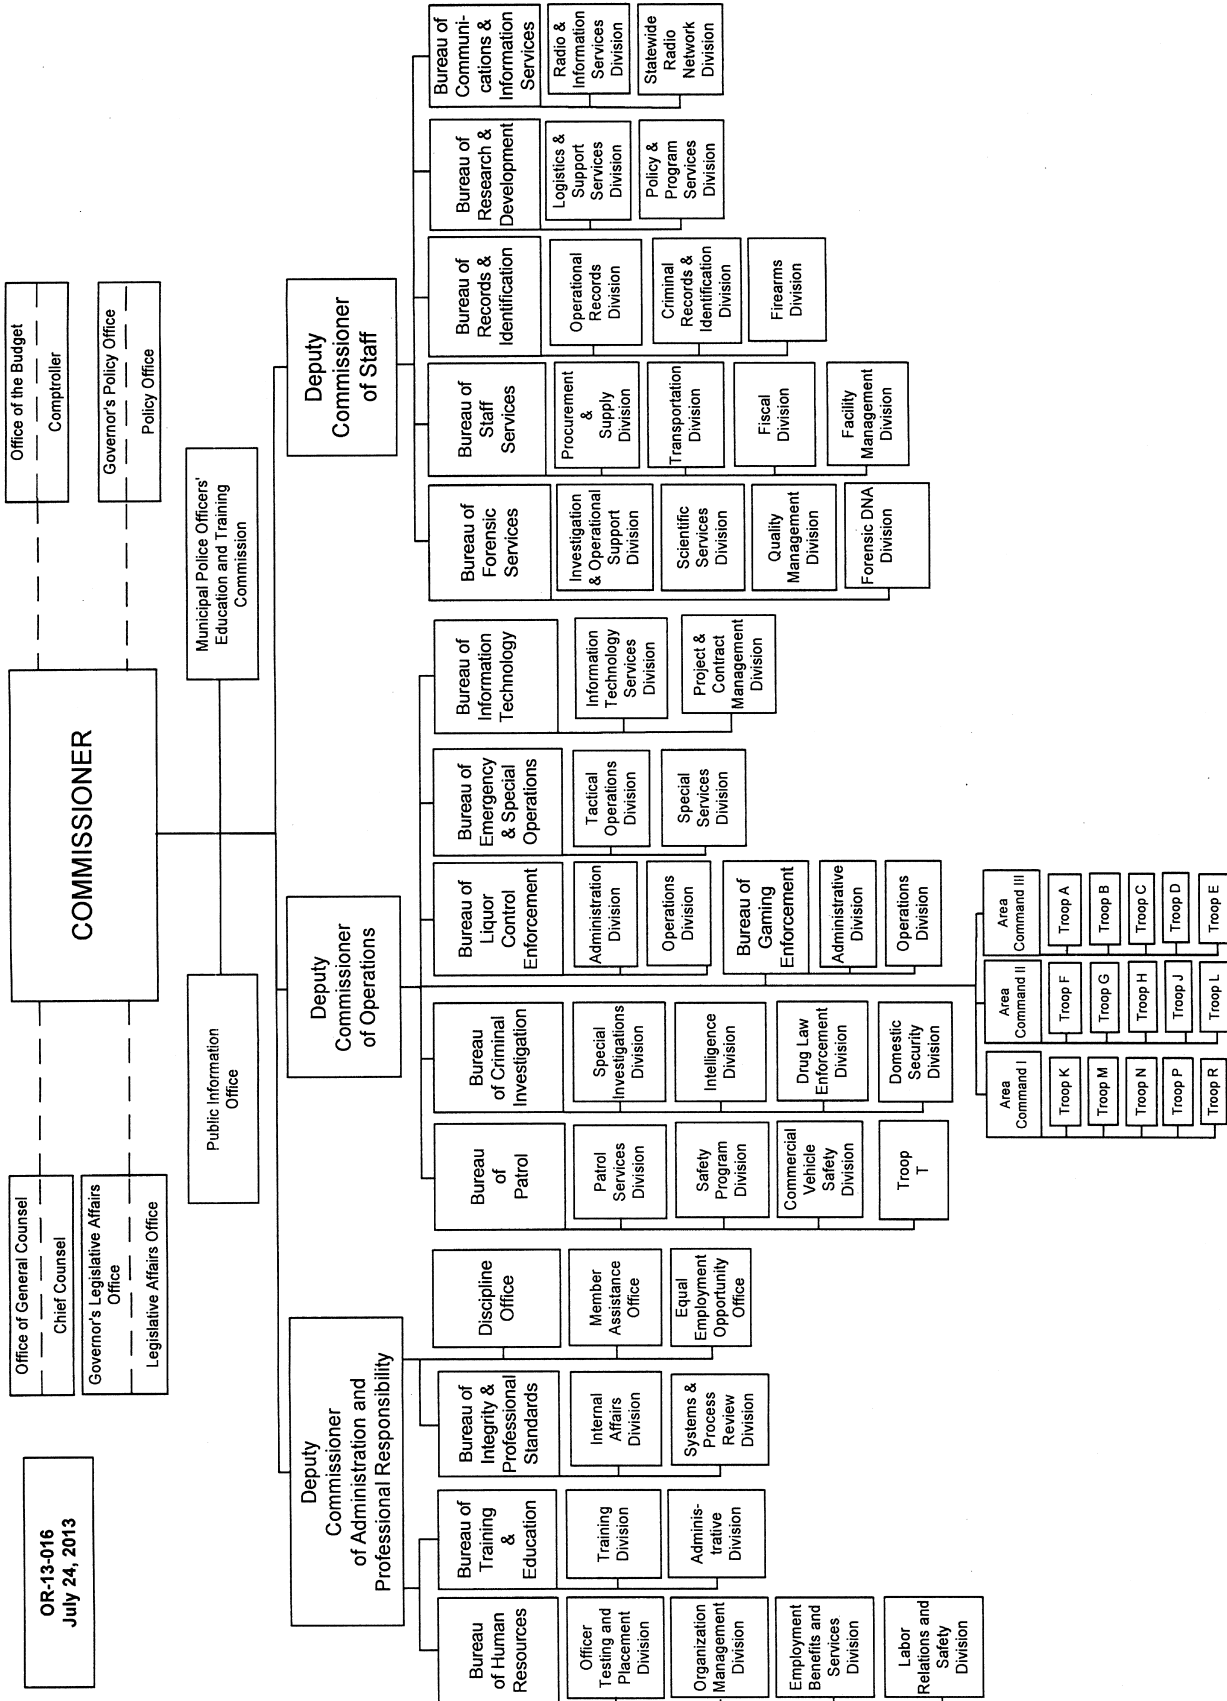 OR-13-016
July 24, 2013
Office of General Counsel
Chief Counsel
Governor's Legislative Affairs
Office
Legislative Affairs Office
COMMISSIONER
Office of the Budget
Comptroller
Governor's Policy Office
Policy Office
Public Information
Office
Municipal Police Officers'
Education and Training
Commission
Deputy
Commissioner
of Administration and
Professional Responsibility
Deputy
Commissioner
of Operations
Deputy
Commissioner
of Staff
Bureau
of Human
Resources
Officer
Testing and
Placement
Division
Organization
Management
Division
Employment
Benefits and
Services
Division
Labor
Relations and
Safety
Division
Bureau of
Training
&
Education
Training
Division
Adminis-
trative
Division
Bureau of
Integrity &
Professional
Standards
Internal
Affairs
Division
Systems &
Process
Review
Division
Discipline
Office
Member
Assistance
Office
Equal
Employment
Opportunity
Office
Bureau
of
Patrol
Patrol
Services
Division
Safety
Program
Division
Commercial
Vehicle
Safety
Division
Troop
T
Bureau
of Criminal
Investigation
Special
Investigations
Division
Intelligence
Division
Drug Law
Enforcement
Division
Domestic
Security
Division
Bureau of
Liquor
Control
Enforcement
Administration
Division
Operations
Division
Bureau of
Gaming
Enforcement
Administrative
Division
Operations
Division
Bureau of
Emergency
& Special
Operations
Tactical
Operations
Division
Special
Services
Division
Bureau of
Information
Technology
Information
Technology
Services
Division
Project &
Contract
Management
Division
Area
Command I
Troop K
Troop M
Troop N
Troop P
Troop R
Area
Command II
Troop F
Troop G
Troop H
Troop J
Troop L
Area
Command III
Troop A
Troop B
Troop C
Troop D
Troop E
Bureau of
Forensic
Services
Investigation
& Operational
Support
Division
Scientific
Services
Division
Quality
Management
Division
Forensic DNA
Division
Bureau of
Staff
Services
Procurement
&
Supply
Division
Transportation
Division
Fiscal
Division
Facility
Management
Division
Bureau of
Records &
Identification
Operational
Records
Division
Criminal
Records &
Identification
Division
Firearms
Division
Bureau of
Research &
Development
Logistics &
Support
Services
Division
Policy &
Program
Services
Division
Bureau of
Communi-
cations &
Information
Services
Radio &
Information
Services
Division
Statewide
Radio
Network
Division